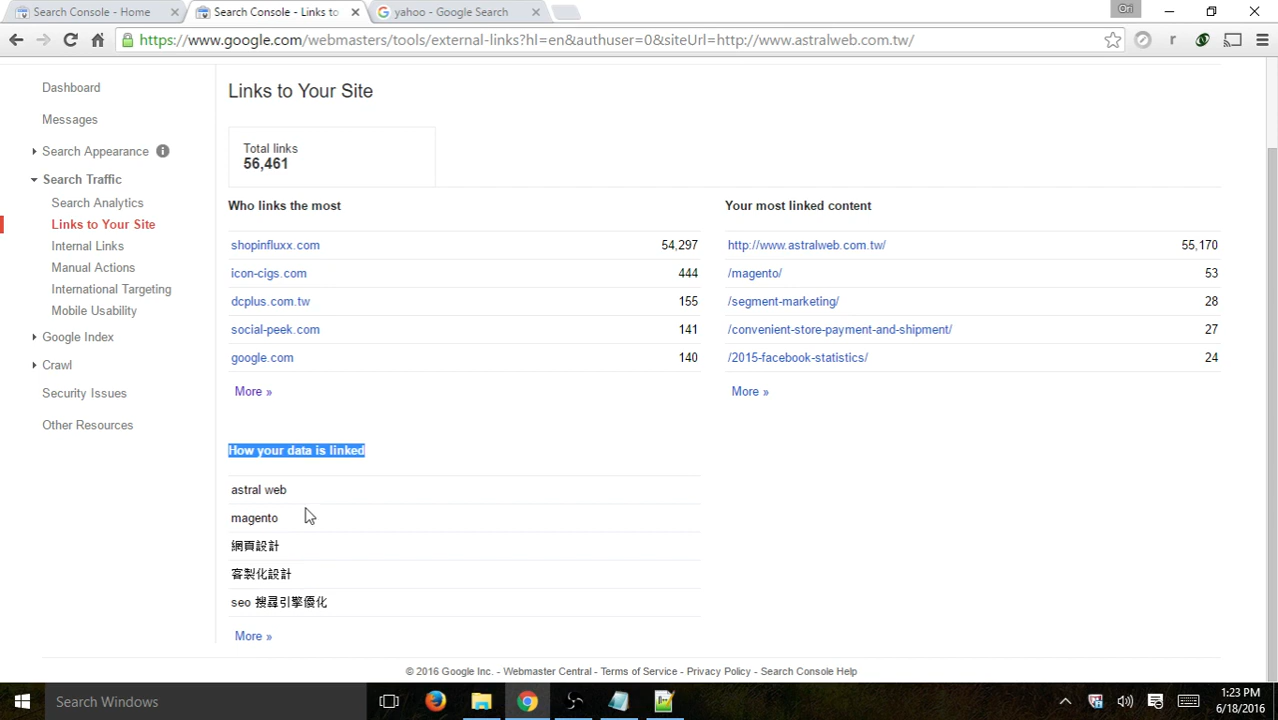 Search Console - Home
Search Console - Links to
yahoo - Google Search
Ori
https://www.google.com/webmasters/tools/external-links?hl=en&authuser=0&siteUrl=http://www.astralweb.com.tw/
r
Dashboard
Messages
Search Appearance
Search Traffic
Search Analytics
Links to Your Site
Internal Links
Manual Actions
International Targeting
Mobile Usability
Google Index
Crawl
Security Issues
Other Resources
Links to Your Site
Total links
56,461
Who links the most
shopinfluxx.com 54,297
icon-cigs.com 444
dcplus.com.tw 155
social-peek.com 141
google.com 140
More »
Your most linked content
http://www.astralweb.com.tw/ 55,170
/magento/ 53
/segment-marketing/ 28
/convenient-store-payment-and-shipment/ 27
/2015-facebook-statistics/ 24
More »
How your data is linked
astral web
magento
網頁設計
客製化設計
seo 搜尋引擎優化
More »
© 2016 Google Inc. - Webmaster Central - Terms of Service - Privacy Policy - Search Console Help
Search Windows
1:23 PM
6/18/2016